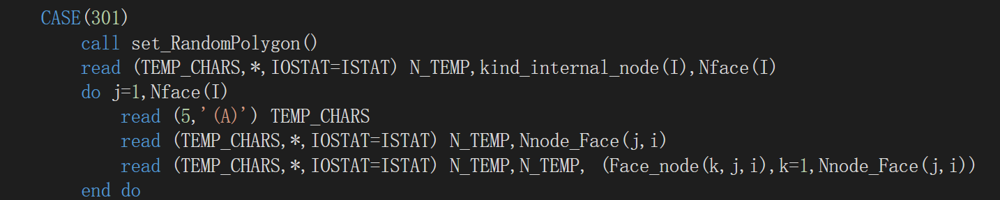 CASE(301)
call set_RandomPolygon()
read (TEMP_CHARS,*,IOSTAT=ISTAT) N_TEMP,kind_internal_node(I),Nface(I)
do j=1,Nface(I)
read (5,'(A)') TEMP_CHARS
read (TEMP_CHARS,*,IOSTAT=ISTAT) N_TEMP,Nnode_Face(j,i)
read (TEMP_CHARS,*,IOSTAT=ISTAT) N_TEMP,N_TEMP, (Face_node(k,j,i),k=1,Nnode_Face(j,i))
end do